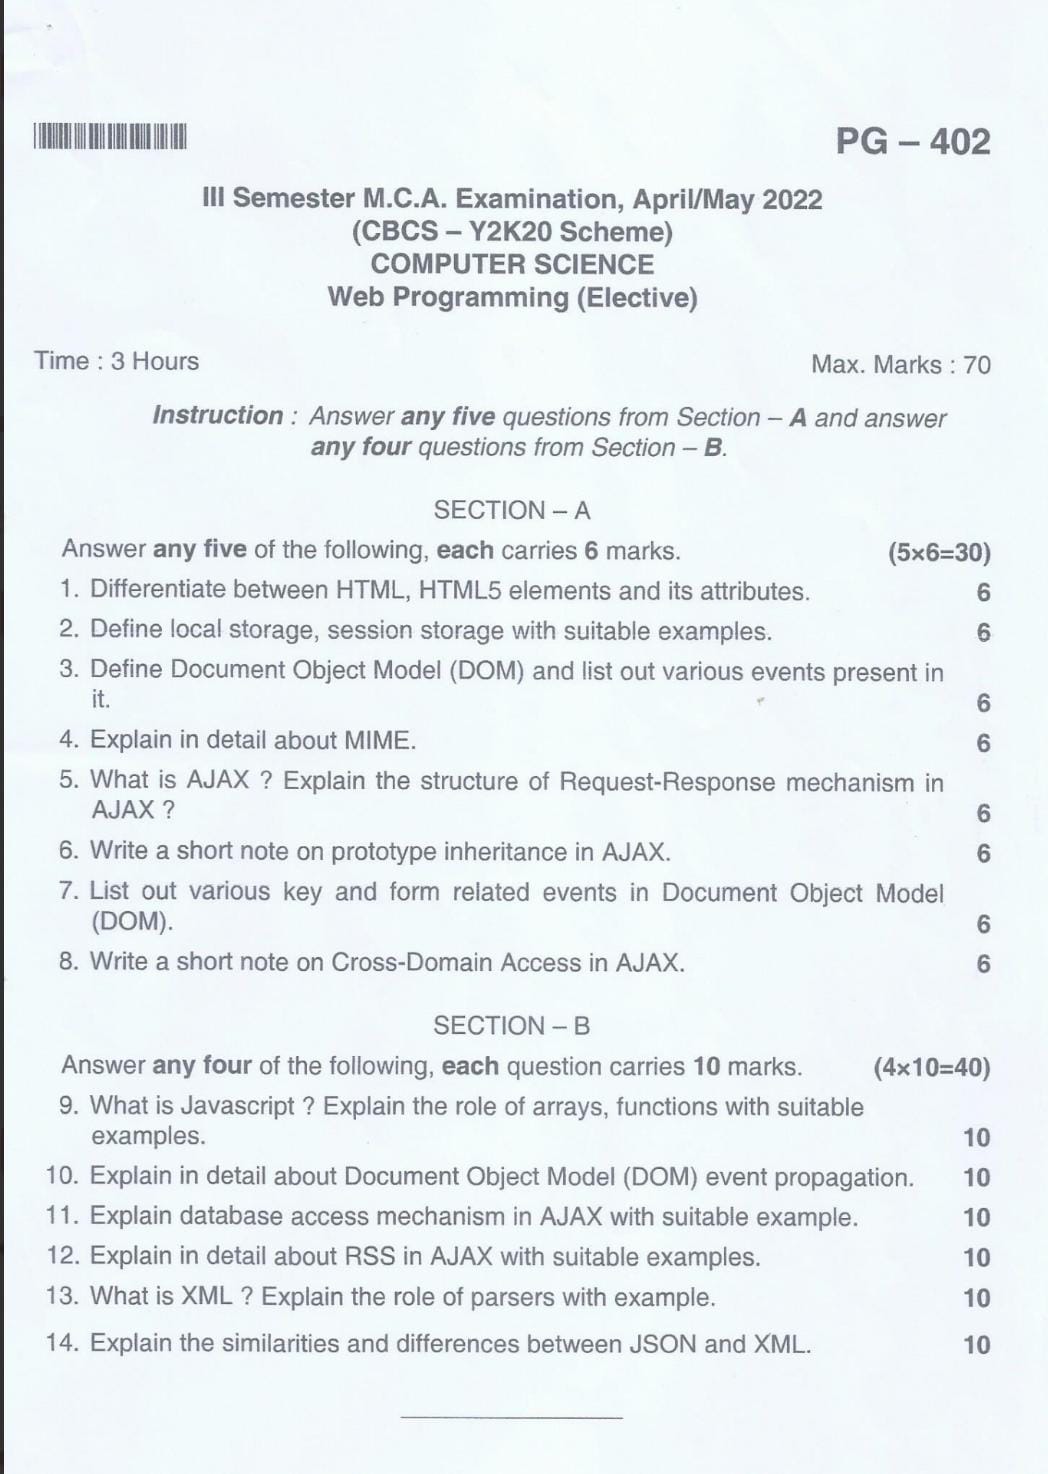 PG – 402
III Semester M.C.A. Examination, April/May 2022
(CBCS – Y2K20 Scheme)
COMPUTER SCIENCE
Web Programming (Elective)
Time : 3 Hours Max. Marks : 70
Instruction : Answer any five questions from Section – A and answer
any four questions from Section – B.
SECTION – A
Answer any five of the following, each carries 6 marks. (5×6=30)
1. Differentiate between HTML, HTML5 elements and its attributes. 6
2. Define local storage, session storage with suitable examples. 6
3. Define Document Object Model (DOM) and list out various events present in
it. 6
4. Explain in detail about MIME. 6
5. What is AJAX ? Explain the structure of Request-Response mechanism in
AJAX ? 6
6. Write a short note on prototype inheritance in AJAX. 6
7. List out various key and form related events in Document Object Model
(DOM). 6
8. Write a short note on Cross-Domain Access in AJAX. 6
SECTION – B
Answer any four of the following, each question carries 10 marks. (4×10=40)
9. What is Javascript ? Explain the role of arrays, functions with suitable
examples. 10
10. Explain in detail about Document Object Model (DOM) event propagation. 10
11. Explain database access mechanism in AJAX with suitable example. 10
12. Explain in detail about RSS in AJAX with suitable examples. 10
13. What is XML ? Explain the role of parsers with example. 10
14. Explain the similarities and differences between JSON and XML. 10